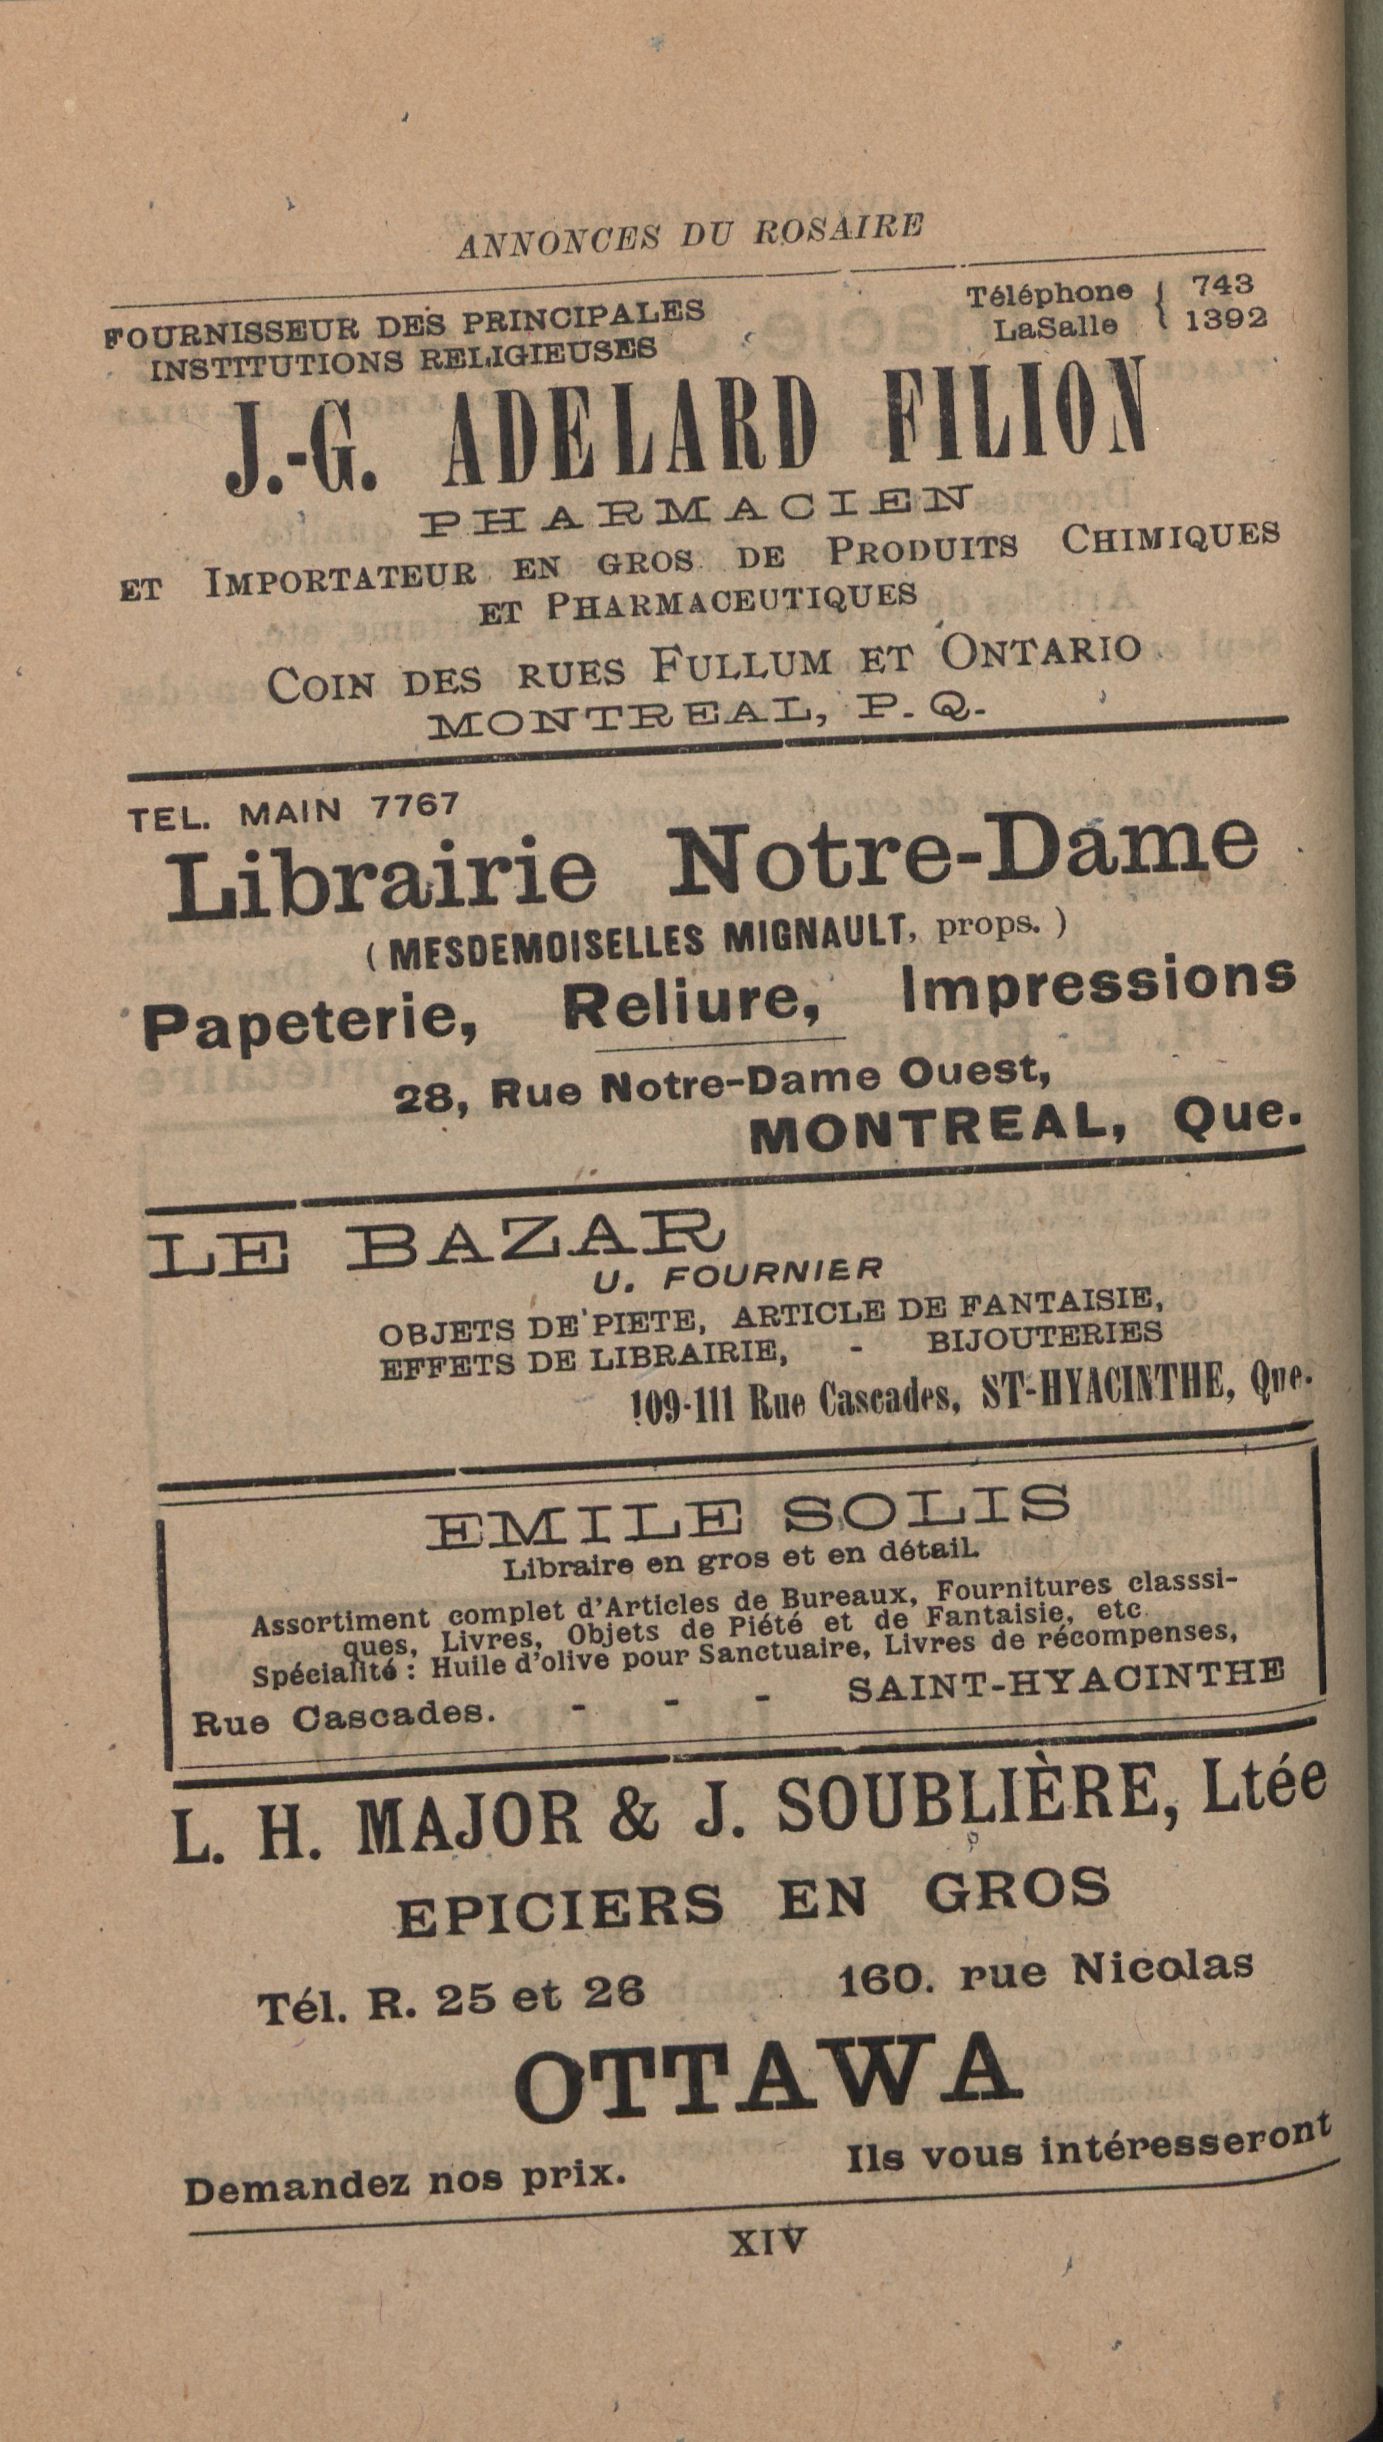 ANNONCES DU ROSAIRE
FOURNISSEUR DES PRINCIPALES
INSTITUTIONS RELIGIEUSES
Téléphone { 743
LaSalle 1392
J.-G. ADELARD FILION
PHARMACIEN
ET IMPORTATEUR EN GROS DE PRODUITS CHIMIQUES
ET PHARMACEUTIQUES
COIN DES RUES FULLUM ET ONTARIO
MONTREAL, P. Q.
TEL. MAIN 7767
Librairie Notre-Dame
( MESDEMOISELLES MIGNAULT, props. )
Papeterie, Reliure, Impressions
28, Rue Notre-Dame Ouest,
MONTREAL, Que.
LE BAZAR
U. FOURNIER
OBJETS DE PIETE, ARTICLE DE FANTAISIE,
EFFETS DE LIBRAIRIE, - BIJOUTERIES
109-111 Rue Cascades, ST-HYACINTHE, Que.
EMILE SOLIS
Libraire en gros et en détail.
Assortiment complet d'Articles de Bureaux, Fournitures classsi-
ques, Livres, Objets de Piété et de Fantaisie, etc
Spécialité : Huile d'olive pour Sanctuaire, Livres de récompenses,
Rue Cascades. - - - SAINT-HYACINTHE
L. H. MAJOR & J. SOUBLIÈRE, Ltée
EPICIERS EN GROS
Tél. R. 25 et 26 160. rue Nicolas
OTTAWA
Demandez nos prix. Ils vous intéresseront
XIV